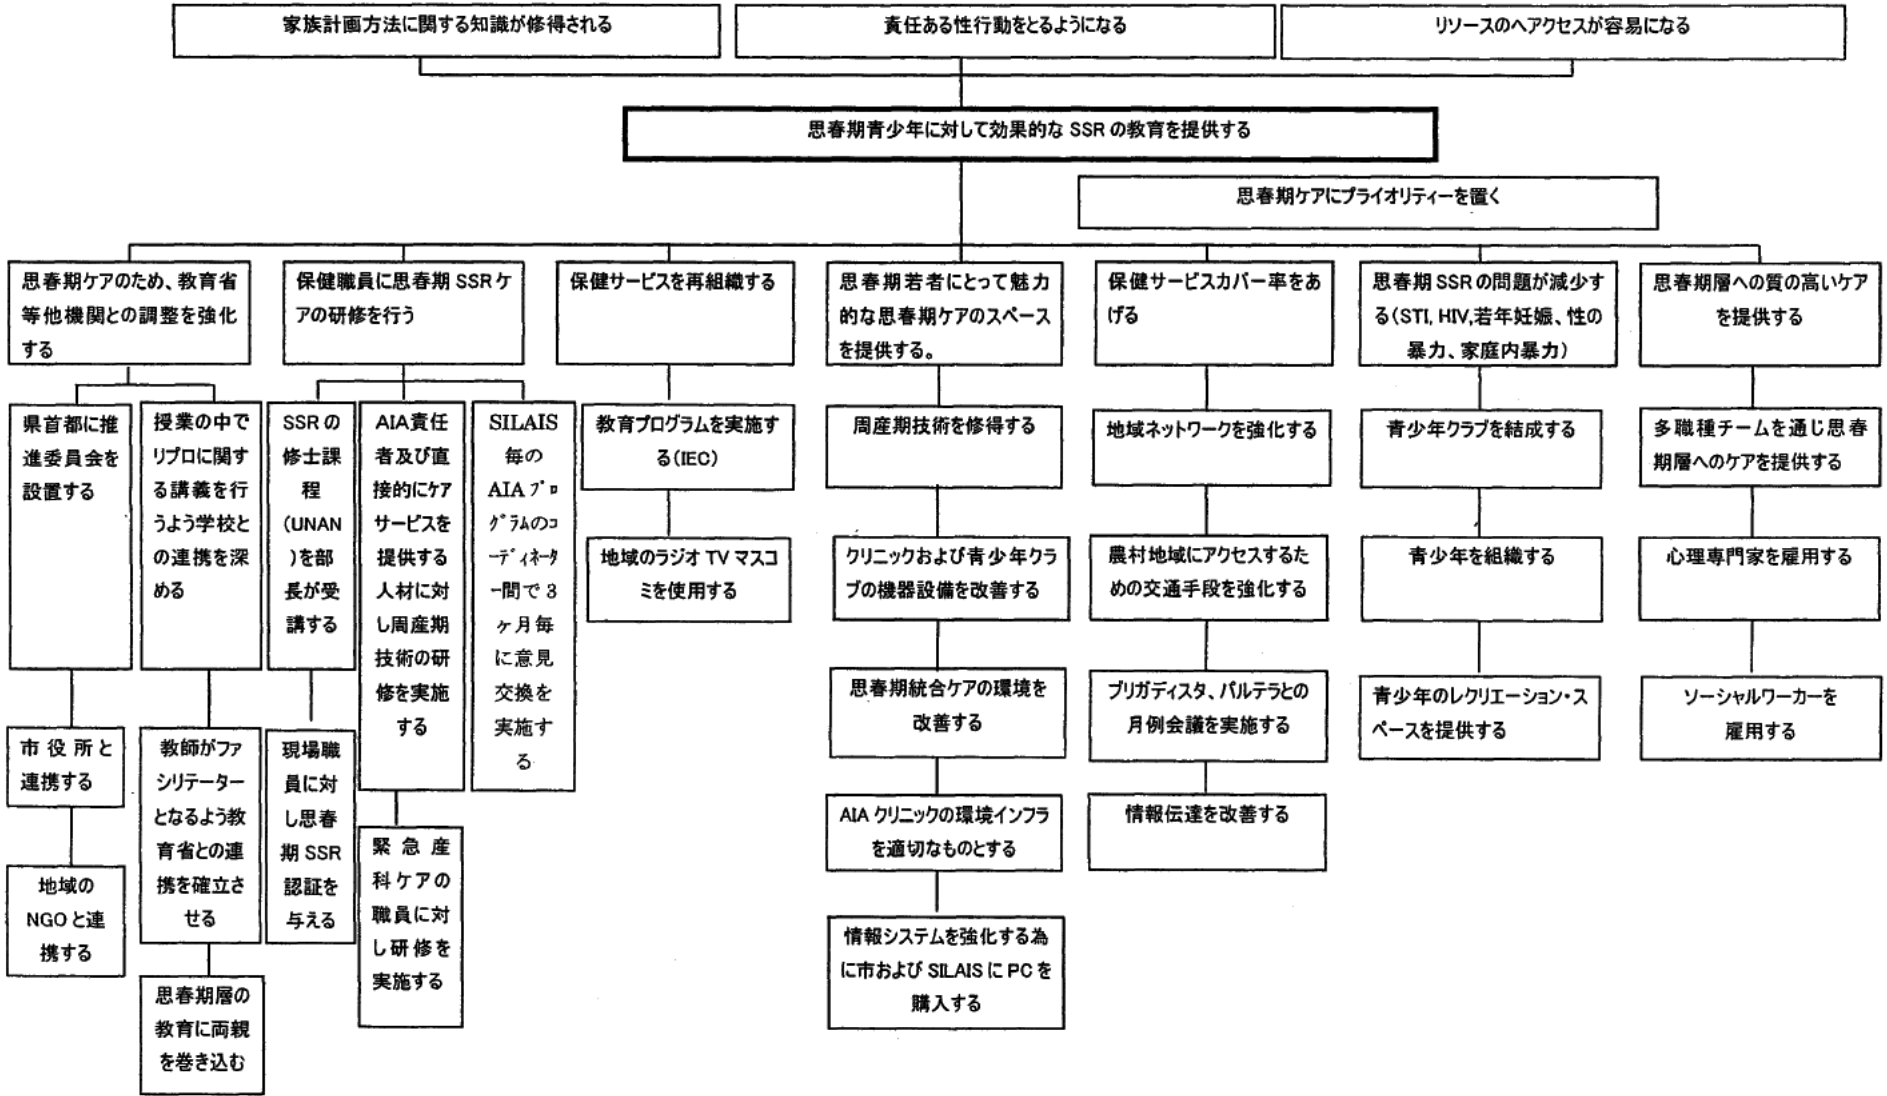 家族計画方法に関する知識が修得される
責任ある性行動をとるようになる
リソースのへアクセスが容易になる
思春期青少年に対して効果的な SSR の教育を提供する
思春期ケアにプライオリティーを置く
思春期ケアのため、教育省
等他機関との調整を強化
する
保健職員に思春期 SSR ケ
アの研修を行う
保健サービスを再組織する
思春期若者にとって魅力
的な思春期ケアのスペース
を提供する。
保健サービスカバー率をあ
げる
思春期 SSR の問題が減少す
る(STI, HIV,若年妊娠、性の
暴力、家庭内暴力)
思春期層への質の高いケア
を提供する
県首都に推
進委員会を
設置する
授業の中で
リプロに関す
る講義を行
うよう学校と
の連携を深
める
SSR の
修士課
程
(UNAN
)を部
長が受
講する
AIA責任
者及び直
接的にケア
サービスを
提供する
人材に対
し周産期
技術の研
修を実施
する
SILAIS
毎の
AIA ﾌﾟﾛ
ｸﾞﾗﾑのｺ
ｰﾃﾞｨﾈｰﾀ
ｰ間で 3
ヶ月毎
に意見
交換を
実施す
る
教育プログラムを実施す
る(IEC)
周産期技術を修得する
地域ネットワークを強化する
青少年クラブを結成する
多職種チームを通じ思春
期層へのケアを提供する
地域のラジオ TV マスコ
ミを使用する
クリニックおよび青少年クラ
ブの機器設備を改善する
農村地域にアクセスするた
めの交通手段を強化する
青少年を組織する
心理専門家を雇用する
市役所と
連携する
教師がファ
シリテーター
となるよう教
育省との連
携を確立さ
せる
現場職
員に対
し思春
期 SSR
認証を
与える
思春期統合ケアの環境を
改善する
ブリガディスタ、パルテラとの
月例会議を実施する
青少年のレクリエーション・ス
ペースを提供する
ソーシャルワーカーを
雇用する
地域の
NGO と連
携する
緊急産
科ケアの
職員に対
し研修を
実施する
AIA クリニックの環境インフラ
を適切なものとする
情報伝達を改善する
思春期層の
教育に両親
を巻き込む
情報システムを強化する為
に市および SILAIS に PC を
購入する